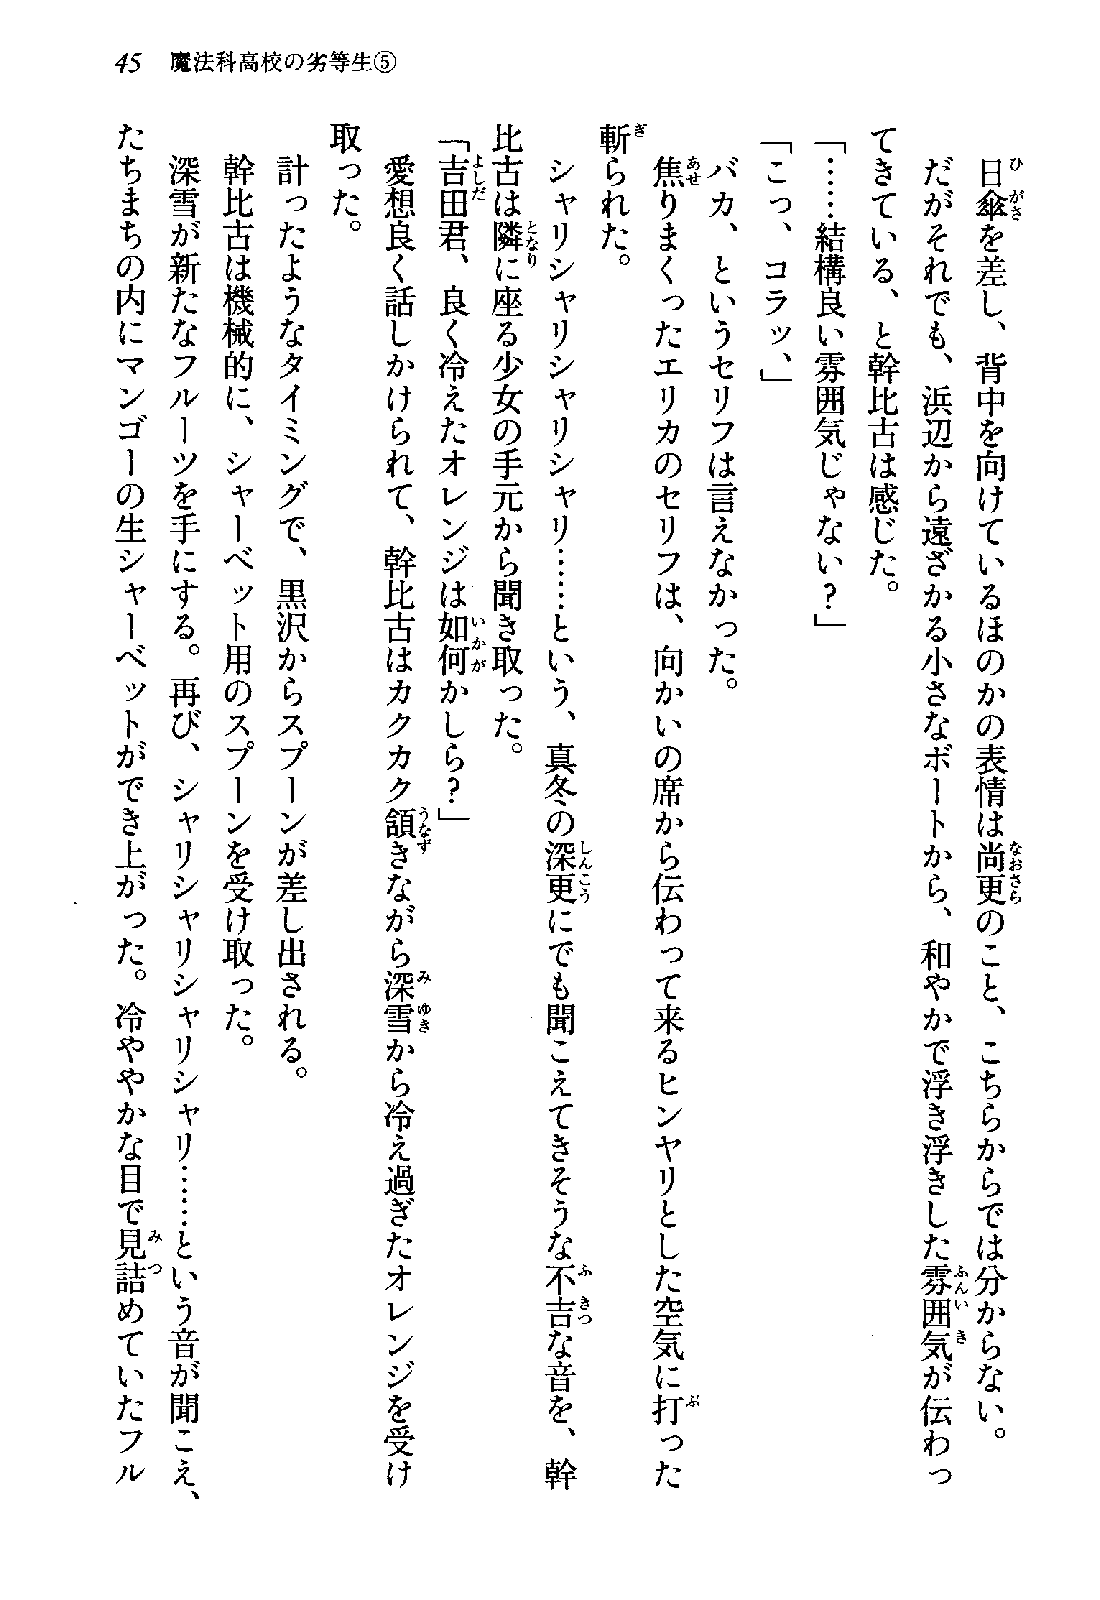 45 魔法科高校の劣等生⑤
日傘を差し、背中を向けているほのかの表情は尚更のこと、こちらからでは分からない。
だがそれでも、浜辺から遠ざかる小さなボートから、和やかで浮き浮きした雰囲気が伝わっ
てきている、と幹比古は感じた。
「……結構良い雰囲気じゃない?」
「こっ、コラッ、」
バカ、というセリフは言えなかった。
焦りまくったエリカのセリフは、向かいの席から伝わって来るヒンヤリとした空気に打った
斬られた。
シャリシャリシャリシャリ……という、真冬の深更にでも聞こえてきそうな不吉な音を、幹
比古は隣に座る少女の手元から聞き取った。
「吉田君、良く冷えたオレンジは如何かしら?」
愛想良く話しかけられて、幹比古はカクカク頷きながら深雪から冷え過ぎたオレンジを受け
取った。
計ったようなタイミングで、黒沢からスプーンが差し出される。
幹比古は機械的に、シャーベット用のスプーンを受け取った。
深雪が新たなフルーツを手にする。再び、シャリシャリシャリシャリ……という音が聞こえ、
たちまちの内にマンゴーの生シャーベットができ上がった。冷ややかな目で見詰めていたフル